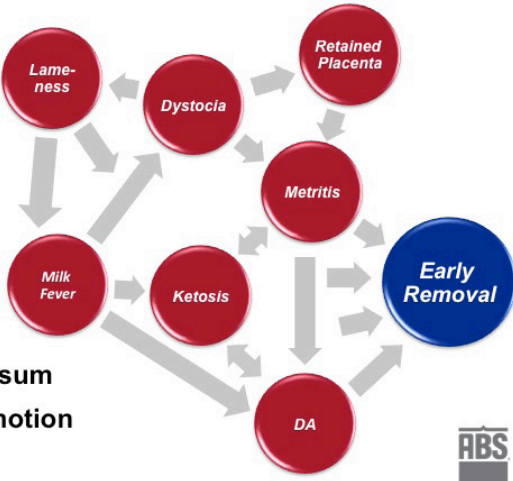 Lame-
ness
Dystocia
Retained
Placenta
Metritis
Milk
Fever
Ketosis
Early
Removal
DA
sum
notion
ABS